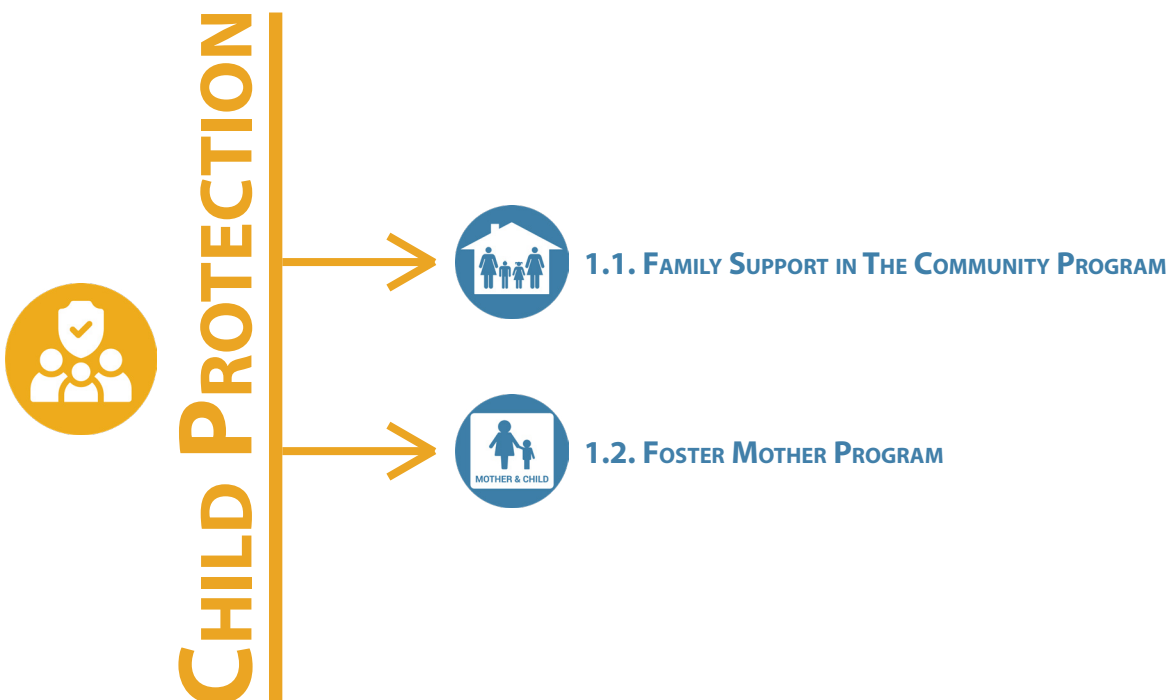 CHILD PROTECTION
1.1. FAMILY SUPPORT IN THE COMMUNITY PROGRAM
MOTHER & CHILD
1.2. FOSTER MOTHER PROGRAM